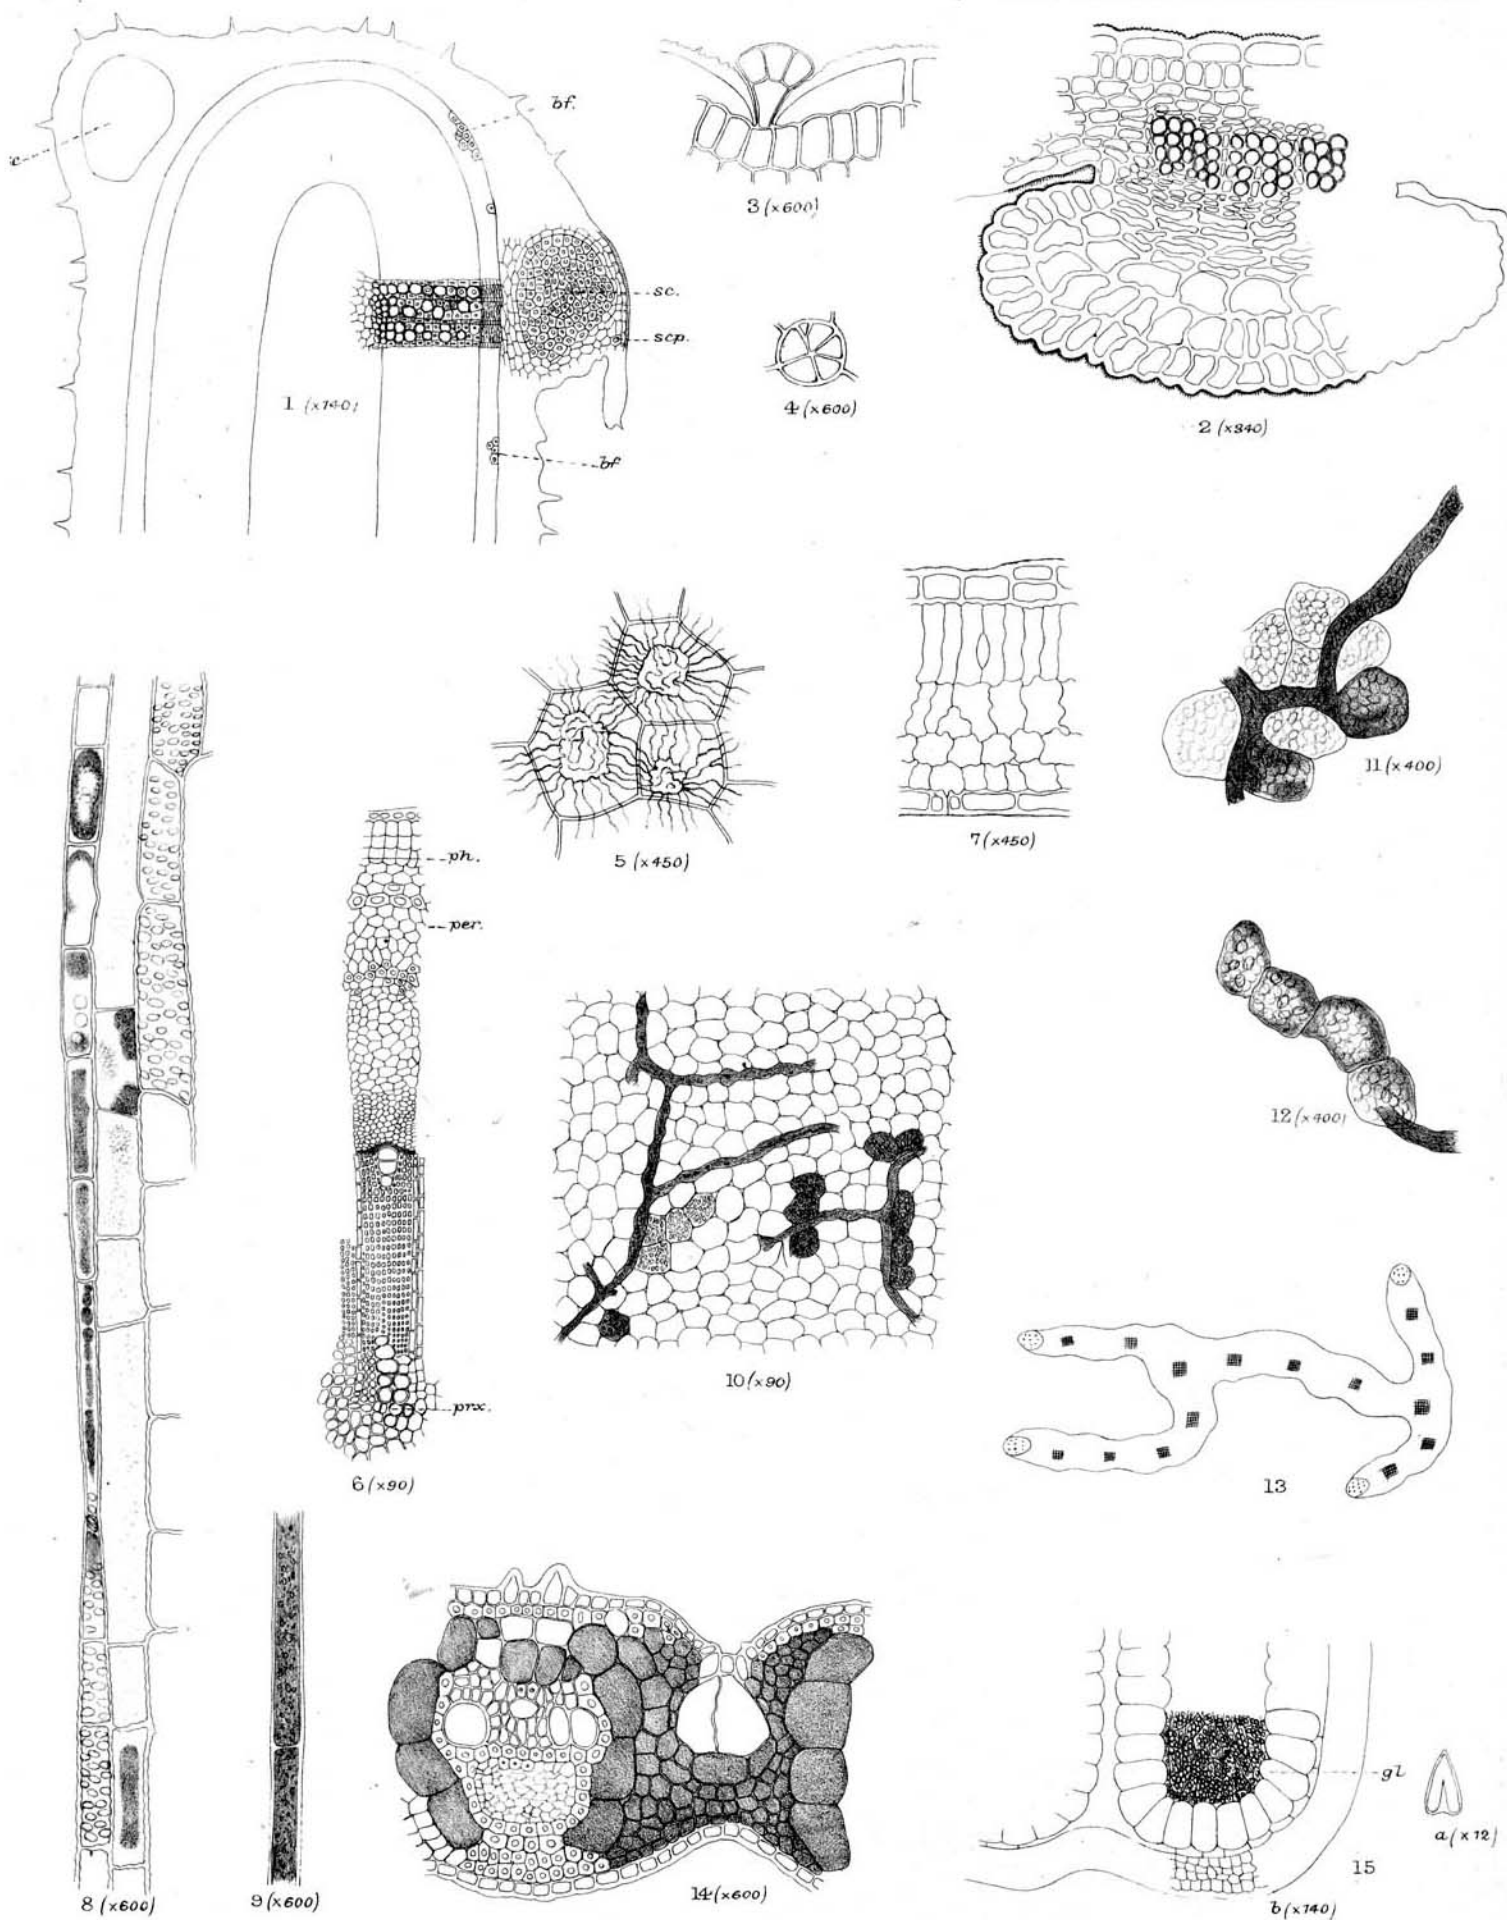 bf.
c
3 (×600)
sc.
scp.
1 (×140)
4 (×600)
2 (×340)
bf
5 (×450)
7 (×450)
11 (×400)
ph.
per.
12 (×400)
10 (×90)
prx.
6 (×90)
13
gl
a (×12)
15
8 (×600)
9 (×600)
14 (×600)
b (×140)